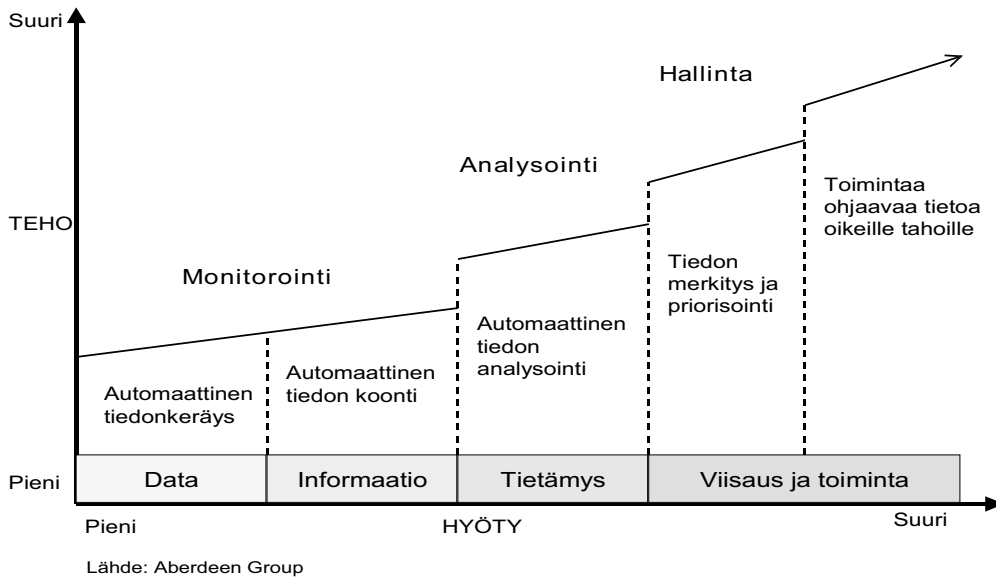 Suuri
Hallinta
Analysointi
Toimintaa
ohjaavaa tietoa
oikeille tahoille
TEHO
Monitorointi
Tiedon
merkitys ja
priorisointi
Automaattinen
tiedon
analysointi
Automaattinen
tiedon koonti
Automaattinen
tiedonkeräys
Pieni
Data
Informaatio
Tietämys
Viisaus ja toiminta
Pieni
HYÖTY
Suuri
Lähde: Aberdeen Group